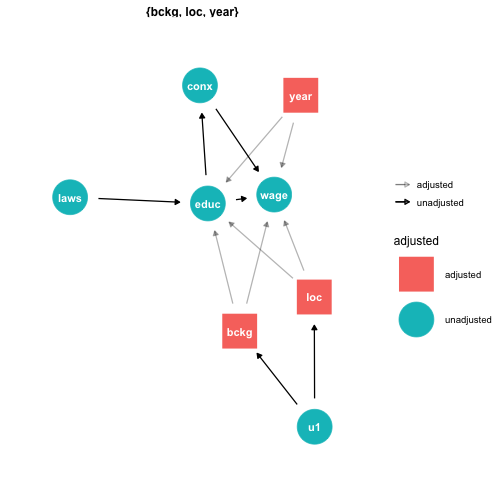 {bckg, loc, year}
conx
year
laws
educ
wage
loc
bckg
u1
adjusted
unadjusted
adjusted
adjusted
unadjusted